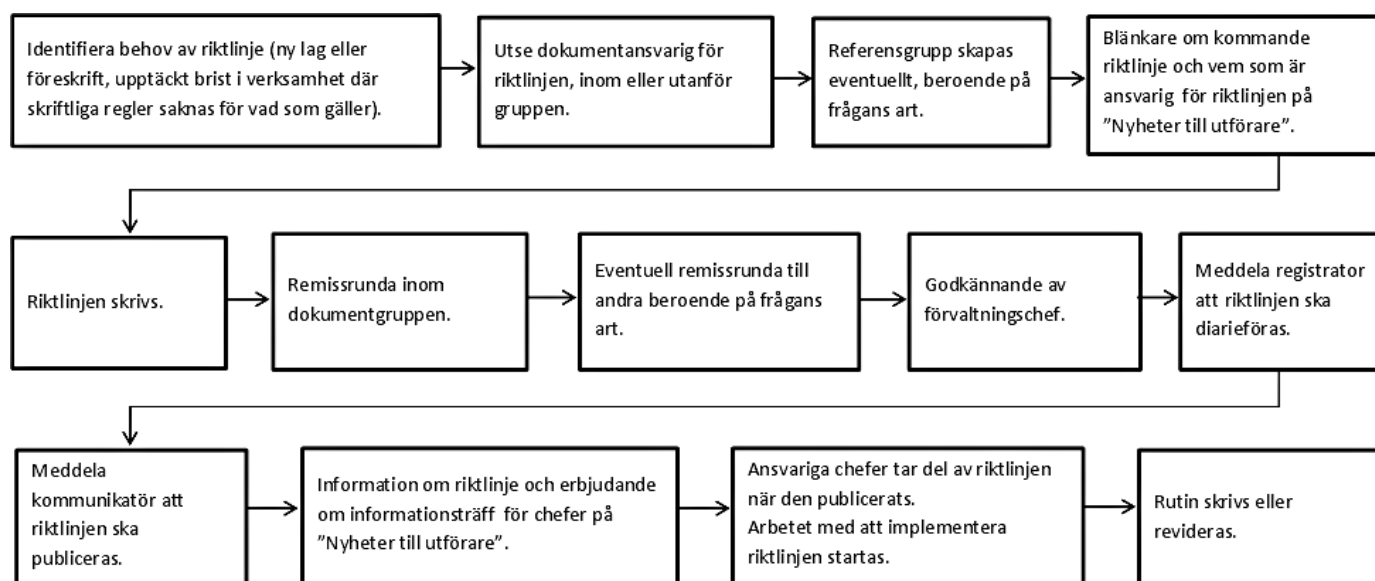 Identifiera behov av riktlinje (ny lag eller
föreskrift, upptäckt brist i verksamhet där
skriftliga regler saknas för vad som gäller).
Utse dokumentansvarig för
riktlinjen, inom eller utanför
gruppen.
Referensgrupp skapas
eventuellt, beroende på
frågans art.
Blänkare om kommande
riktlinje och vem som är
ansvarig för riktlinjen på
”Nyheter till utförare”.
Riktlinjen skrivs.
Remissrunda inom
dokumentgruppen.
Eventuell remissrunda till
andra beroende på frågans
art.
Godkännande av
förvaltningschef.
Meddela registrator
att riktlinjen ska
diarieföras.
Meddela
kommunikatör att
riktlinjen ska
publiceras.
Information om riktlinje och erbjudande
om informationsträff för chefer på
”Nyheter till utförare”.
Ansvariga chefer tar del av riktlinjen
när den publicerats.
Arbetet med att implementera
riktlinjen startas.
Rutin skrivs eller
revideras.